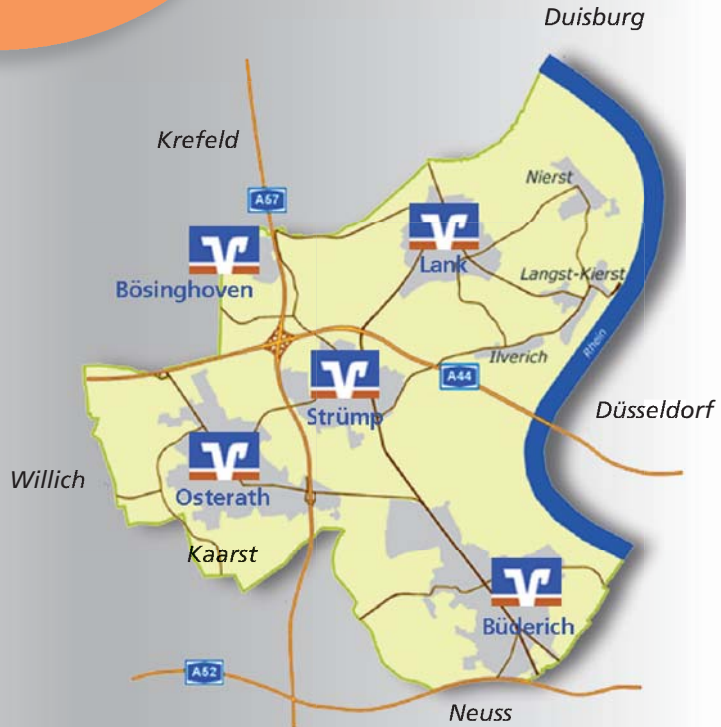 Duisburg
Krefeld
A57
Nierst
Lank
Langst-Kierst
Bösinghoven
Rhein
Ilverich
A44
Strümp
Düsseldorf
Willich
Osterath
Kaarst
Büderich
A52
Neuss